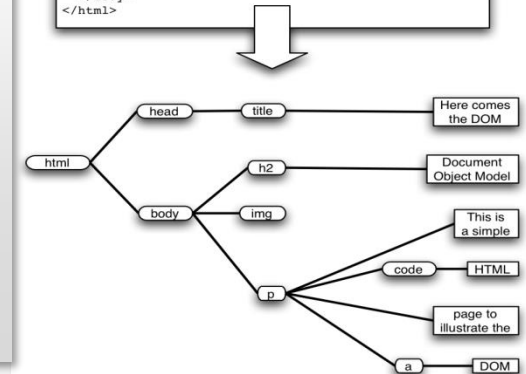 </html>
head
title
Here comes
the DOM
html
h2
Document
Object Model
body
img
This is
a simple
code
HTML
p
page to
illustrate the
a
DOM